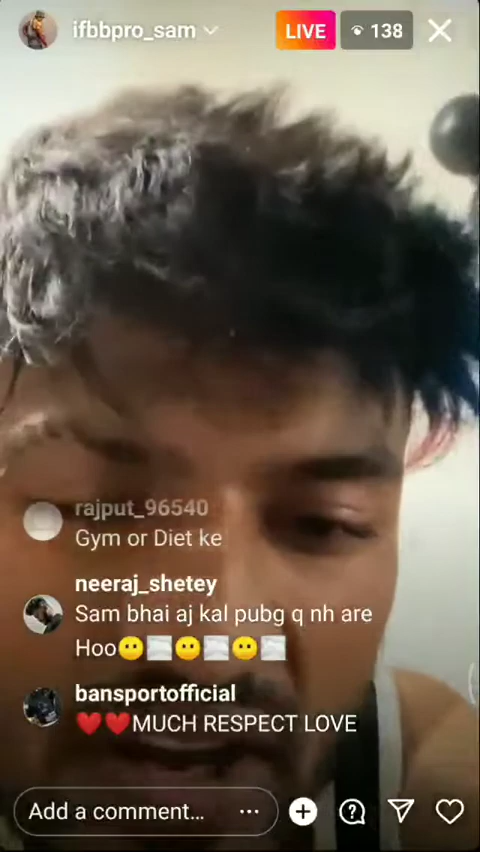 ifbbpro_sam
LIVE
138
rajput_96540
Gym or Diet ke
neeraj_shetey
Sam bhai aj kal pubg q nh are
Hoo😶🏻😶🏻😶🏻
bansportofficial
❤️❤️MUCH RESPECT LOVE
Add a comment...